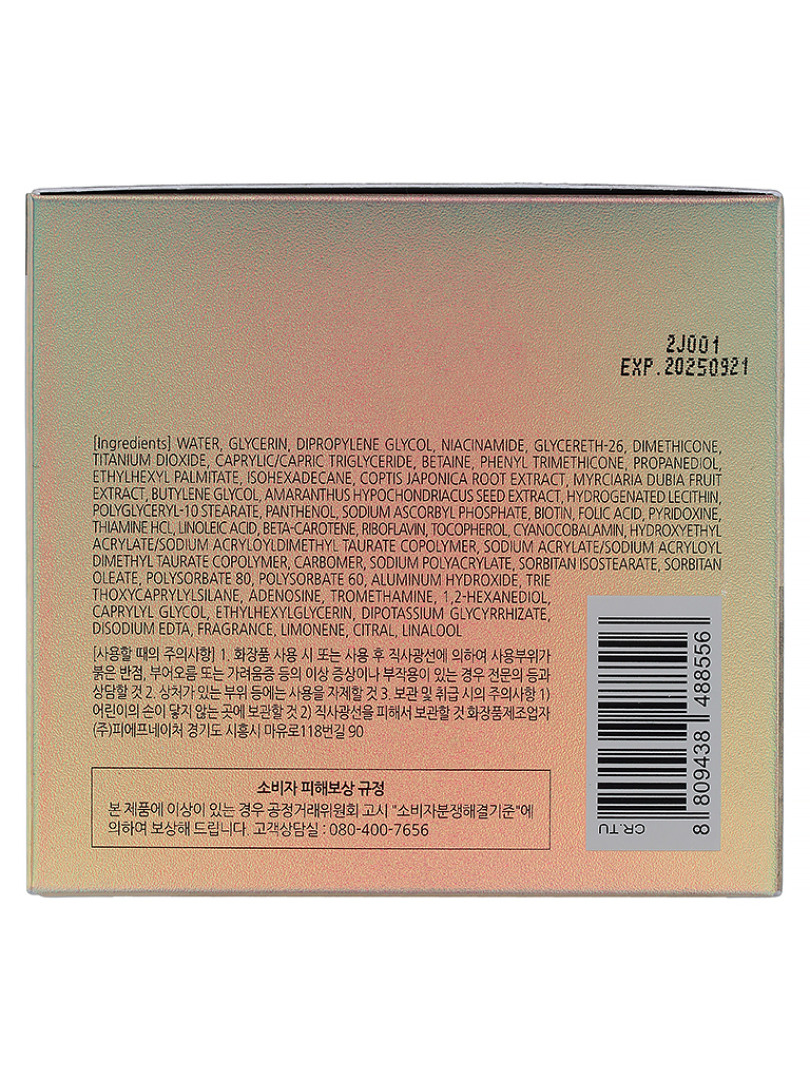 2J001
EXP.20250921
[Ingredients] WATER, GLYCERIN, DIPROPYLENE GLYCOL, NIACINAMIDE, GLYCERETH-26, DIMETHICONE,
TITANIUM DIOXIDE, CAPRYLIC/CAPRIC TRIGLYCERIDE, BETAINE, PHENYL TRIMETHICONE, PROPANEDIOL,
ETHYLHEXYL PALMITATE, ISOHEXADECANE, COPTIS JAPONICA ROOT EXTRACT, MYRCIARIA DUBIA FRUIT
EXTRACT, BUTYLENE GLYCOL, AMARANTHUS HYPOCHONDRIACUS SEED EXTRACT, HYDROGENATED LECITHIN,
POLYGLYCERYL-10 STEARATE, PANTHENOL, SODIUM ASCORBYL PHOSPHATE, BIOTIN, FOLIC ACID, PYRIDOXINE,
THIAMINE HCL, LINOLEIC ACID, BETA-CAROTENE, RIBOFLAVIN, TOCOPHEROL, CYANOCOBALAMIN, HYDROXYETHYL
ACRYLATE/SODIUM ACRYLOYLDIMETHYL TAURATE COPOLYMER, SODIUM ACRYLATE/SODIUM ACRYLOYL
DIMETHYL TAURATE COPOLYMER, CARBOMER, SODIUM POLYACRYLATE, SORBITAN ISOSTEARATE, SORBITAN
OLEATE, POLYSORBATE 80, POLYSORBATE 60, ALUMINUM HYDROXIDE, TRIE
THOXYCAPRYLYLSILANE, ADENOSINE, TROMETHAMINE, 1,2-HEXANEDIOL,
CAPRYLYL GLYCOL, ETHYLHEXYLGLYCERIN, DIPOTASSIUM GLYCYRRHIZATE,
DISODIUM EDTA, FRAGRANCE, LIMONENE, CITRAL, LINALOOL
[사용할 때의 주의사항] 1. 화장품 사용 시 또는 사용 후 직사광선에 의하여 사용부위가
붉은 반점, 부어오름 또는 가려움증 등의 이상 증상이나 부작용이 있는 경우 전문의 등과
상담할 것 2. 상처가 있는 부위 등에는 사용을 자제할 것 3. 보관 및 취급 시의 주의사항 1)
어린이의 손이 닿지 않는 곳에 보관할 것 2) 직사광선을 피해서 보관할 것 화장품제조업자
(주)피에프네이처 경기도 시흥시 마유로118번길 90
소비자 피해보상 규정
본 제품에 이상이 있는 경우 공정거래위원회 고시 "소비자분쟁해결기준"에
의하여 보상해 드립니다. 고객상담실 : 080-400-7656
CR.TU
8 809438 488556